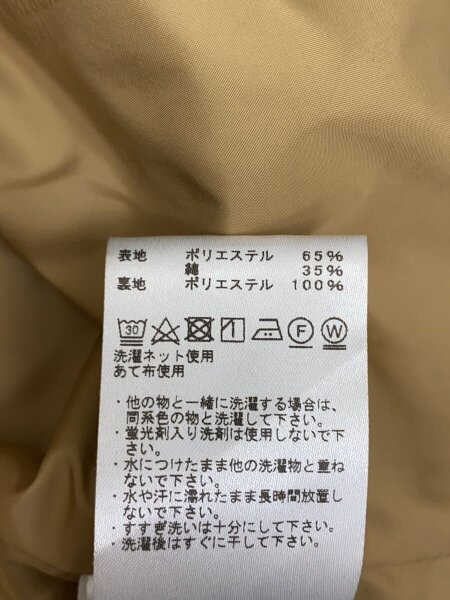 表地 ポリエステル 65%
綿 35%
裏地 ポリエステル 100%
30 F W
洗濯ネット使用
あて布使用
・他の物と一緒に洗濯する場合は、
同系色の物と洗濯して下さい。
・蛍光剤入り洗剤は使用しないで下
さい。
・水につけたまま他の洗濯物と重ね
ないで下さい。
・水や汗に濡れたまま長時間放置し
ないで下さい。
・すすぎ洗いは十分にして下さい。
・洗濯後はすぐに干して下さい。